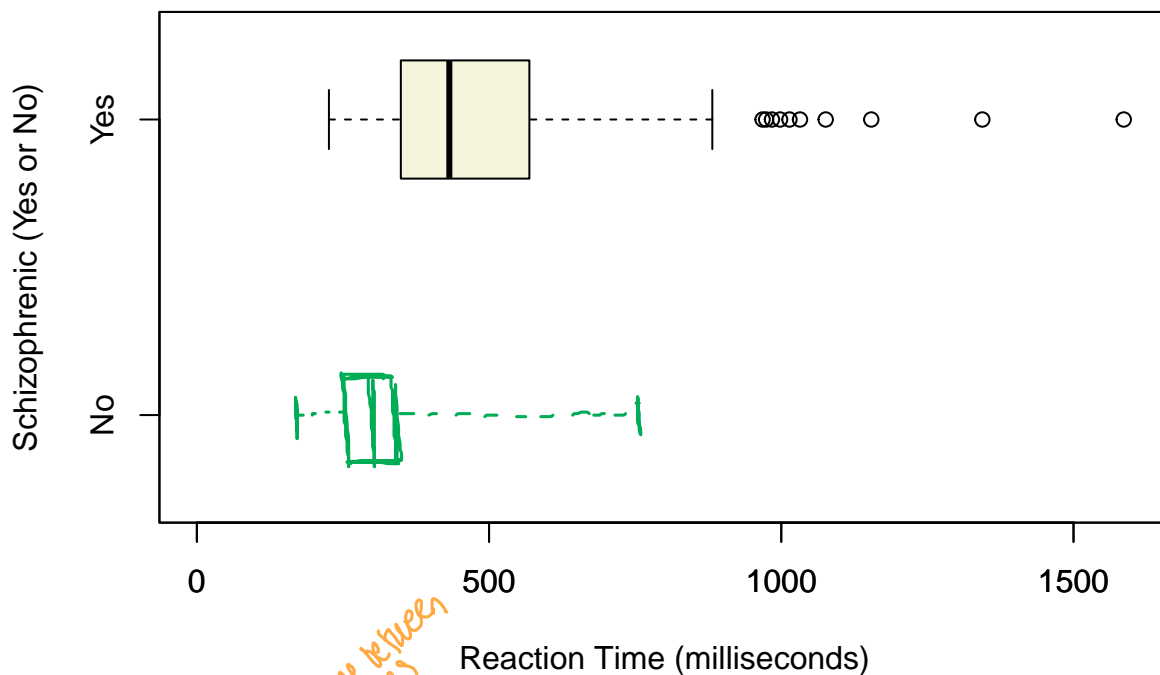 Schizophrenic (Yes or No)
Yes
No
0 500 1000 1500
between
Reaction Time (milliseconds)